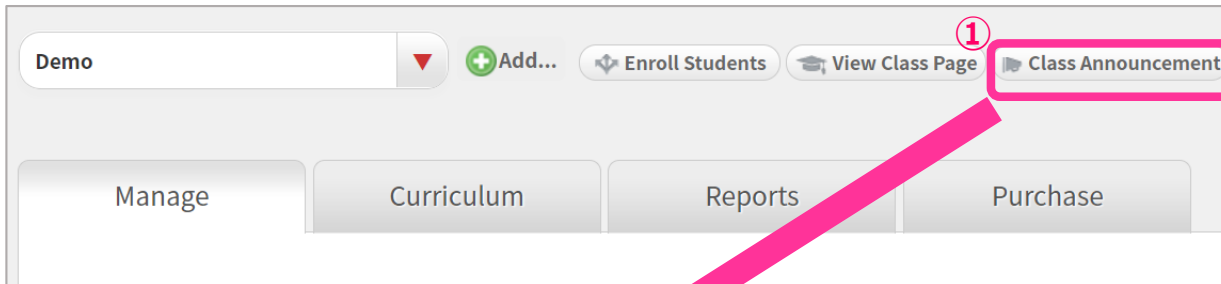 ①
Demo Add... Enroll Students View Class Page Class Announcement
Manage Curriculum Reports Purchase